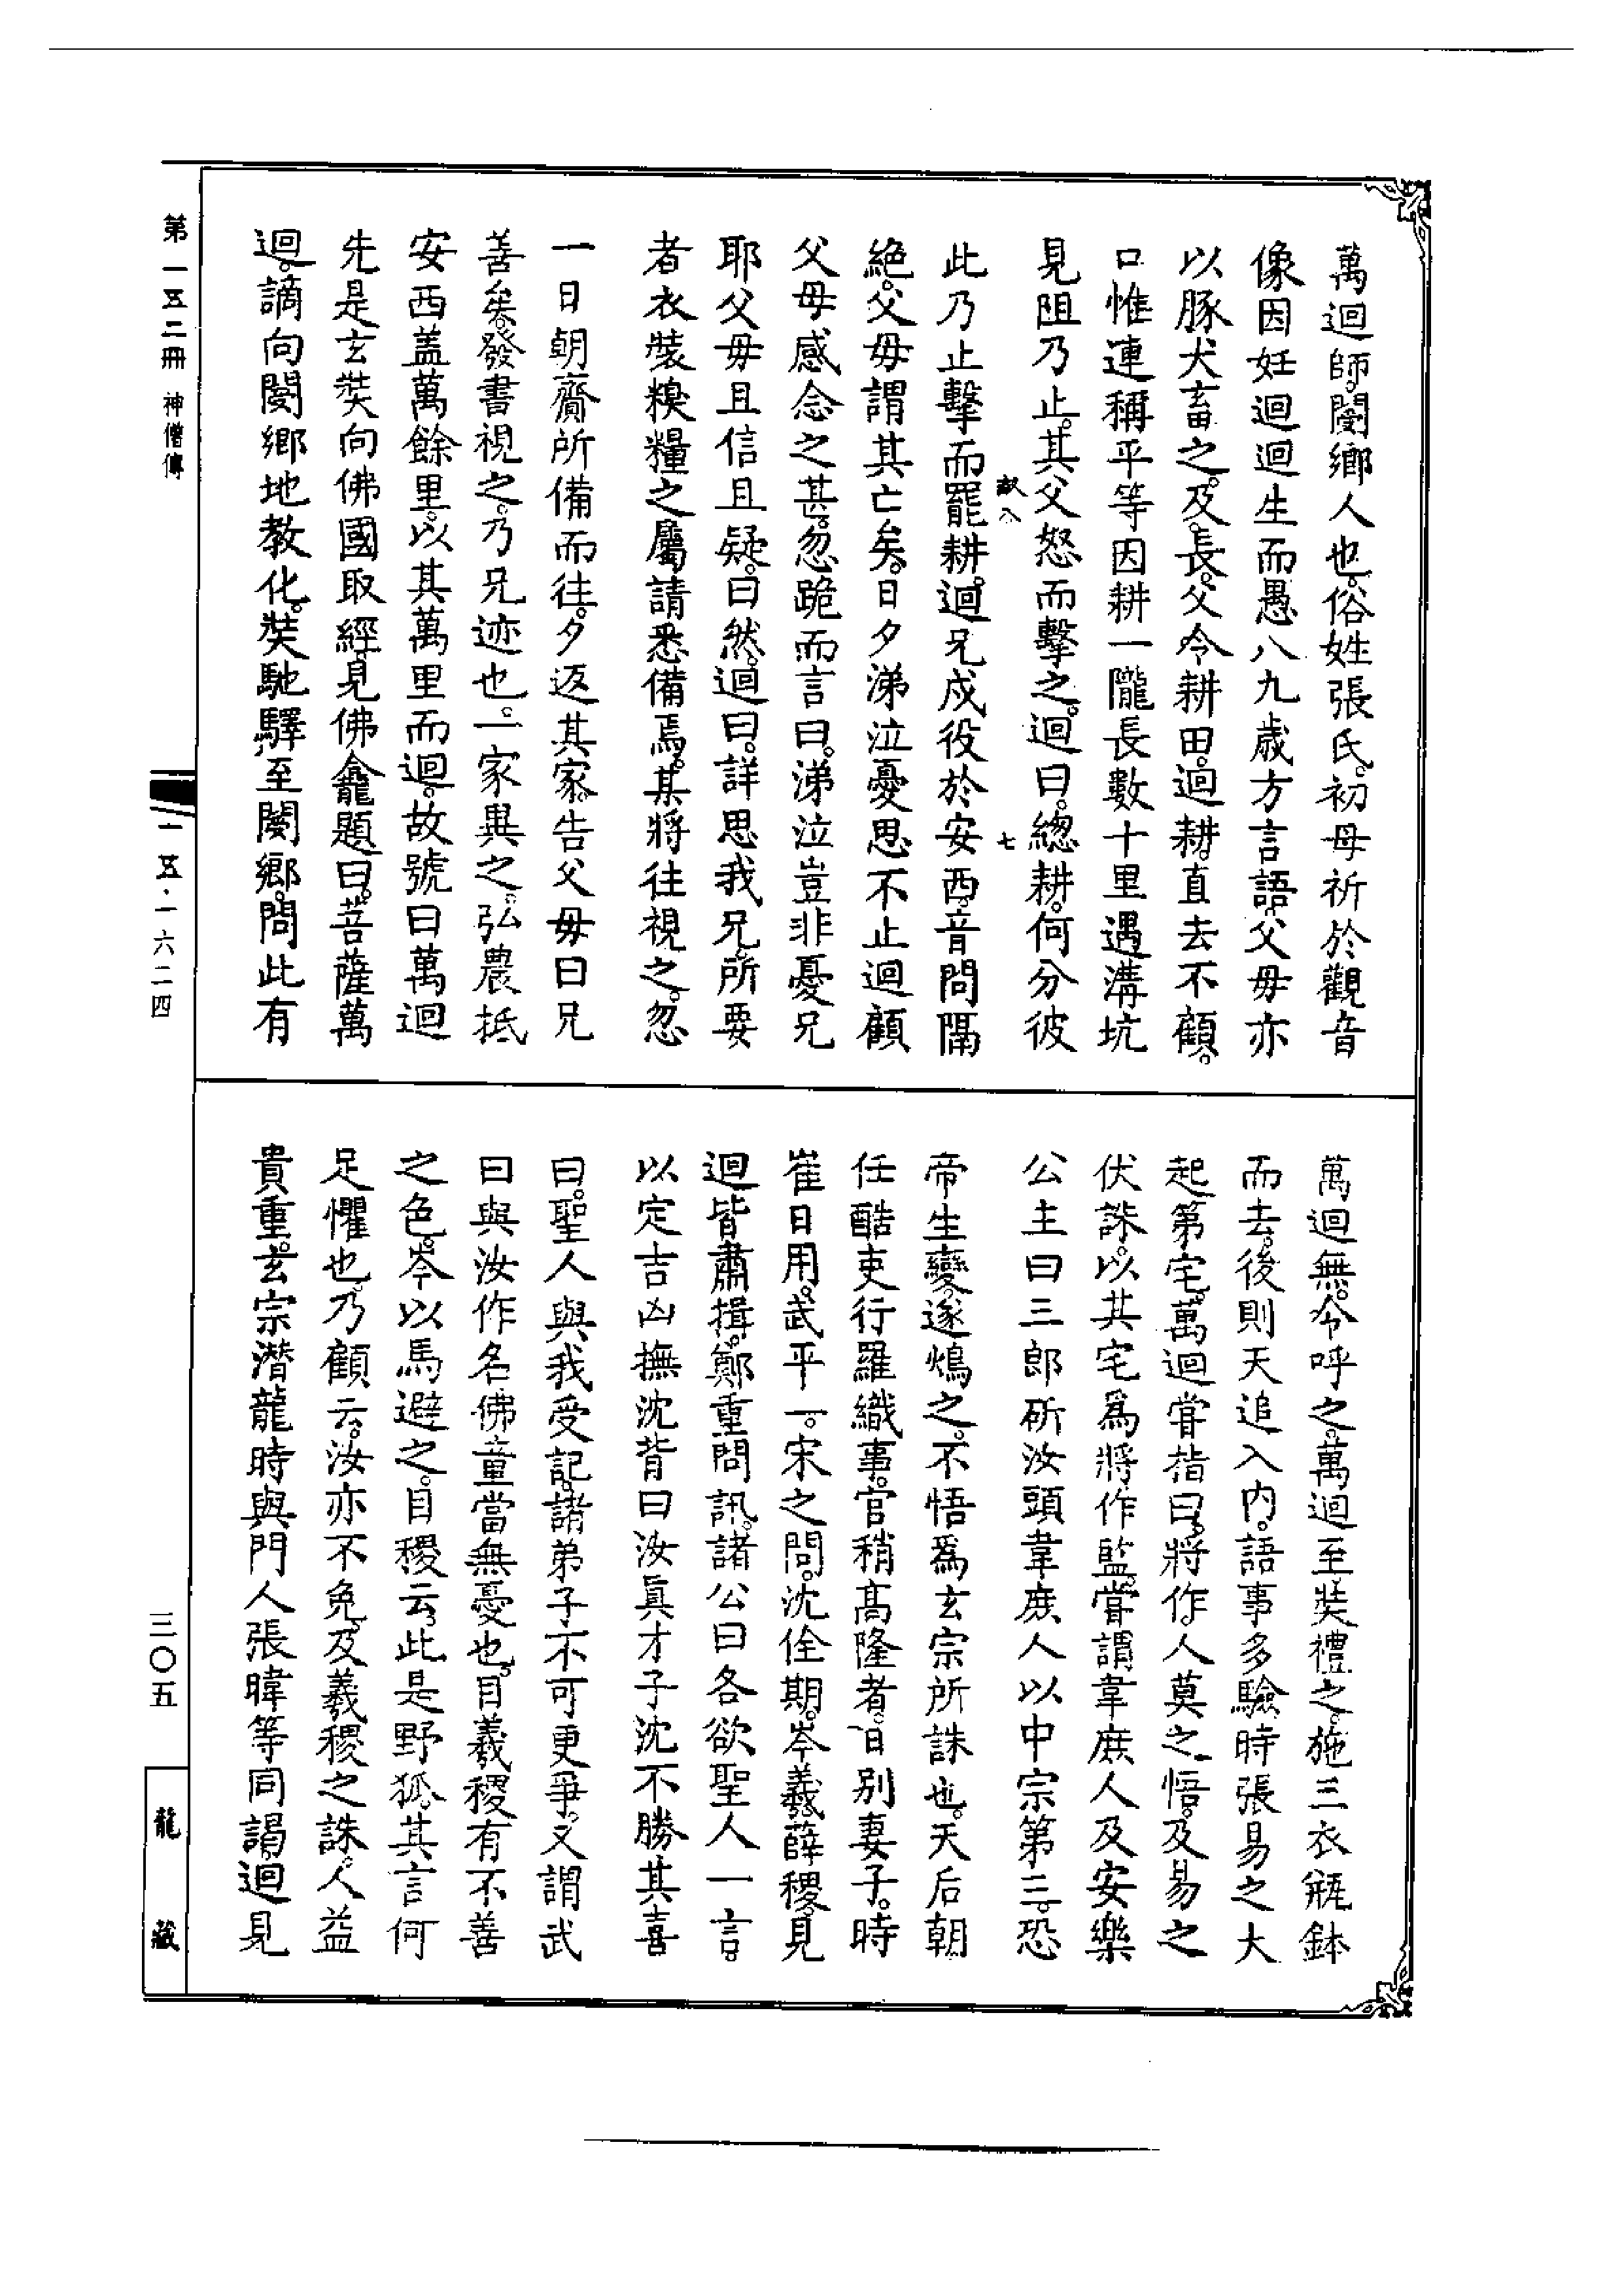 萬迴師。閿鄉人也。俗姓張氏。初母祈於觀音
像因妊迴迴生而愚八九歲方言語。父母亦
以豚犬畜之。及長。父令耕田。迴耕。直去不顧。
口惟連稱平等因耕一隴長數十里遇溝坑
見阻乃止。其父怒而擊之。迴曰。總耕。何分彼
七
此乃止擊而罷耕。迴兄戍役於安西。音問隔
絕。父母謂其亡矣。日夕涕泣憂思不止迴顧
父母感念之甚。忽跪而言曰。涕泣豈非憂兄
耶父母且信且疑。曰然。迴曰。詳思我兄。所要
者衣裝糗糧之屬請悉備焉。某將往視之。忽
一日朝齎所備而往。夕返其家。告父母曰兄
善矣。發書視之。乃兄迹也。一家異之。弘農抵
安西盖萬餘里。以其萬里而迴。故號曰萬迴
先是玄奘向佛國取經。見佛龕題曰。菩薩萬
迴。謫向閿鄉地教化。奘馳驛至閿鄉。問此有
萬迴無。令呼之。萬迴至。奘禮之。施三衣瓶鉢
而去。後則天追入內。語事多驗時張易之大
起第宅。萬迴嘗指曰。將作。人莫之悟。及易之
伏誅。以其宅爲將作監。嘗謂韋庶人及安樂
公主曰三郎斫汝頭韋庶人以中宗第三。恐
帝生變。遂鴆之。不悟爲玄宗所誅也。天后朝
任酷吏行羅織事。官稍高隆者。日別妻子。時
崔日用。武平一。宋之問。沈佺期。岑羲薛稷。見
迴皆肅揖。鄭重問訊。諸公曰各欲聖人一言。
以定吉凶撫沈背曰汝眞才子沈不勝其喜
曰。聖人與我受記。諸弟子不可更爭。又謂武
曰與汝作名佛童當無憂也。目羲稷有不善
之色。岑以馬避之。目稷云。此是野狐。其言何
足懼也。乃顧云。汝亦不免。及羲稷之誅。人益
貴重。玄宗潛龍時與門人張暐等同謁。迴見
第一五二冊 神僧傳
一五·一六二四
三〇五
龍藏